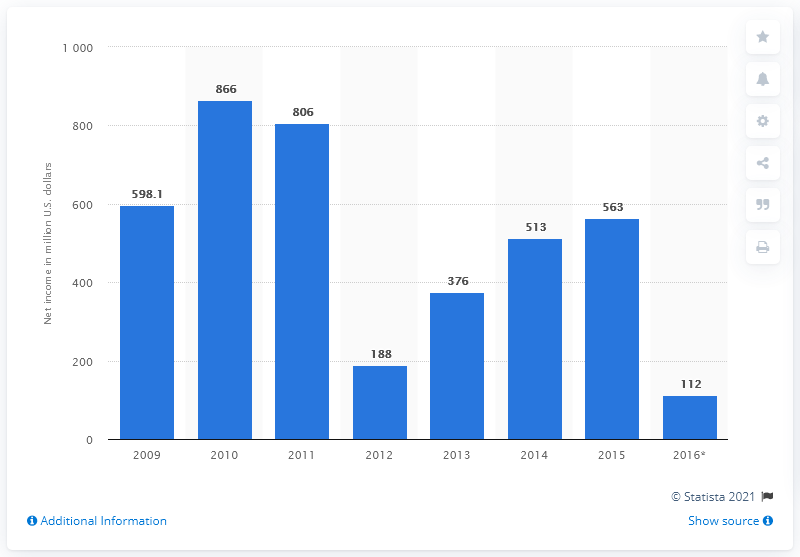 Net income in million U.S. dollars
1 000
800
600
400
200
0
598.1
866
806
188
376
513
563
112
2009 2010 2011 2012 2013 2014 2015 2016*
© Statista 2021
Additional Information
Show source